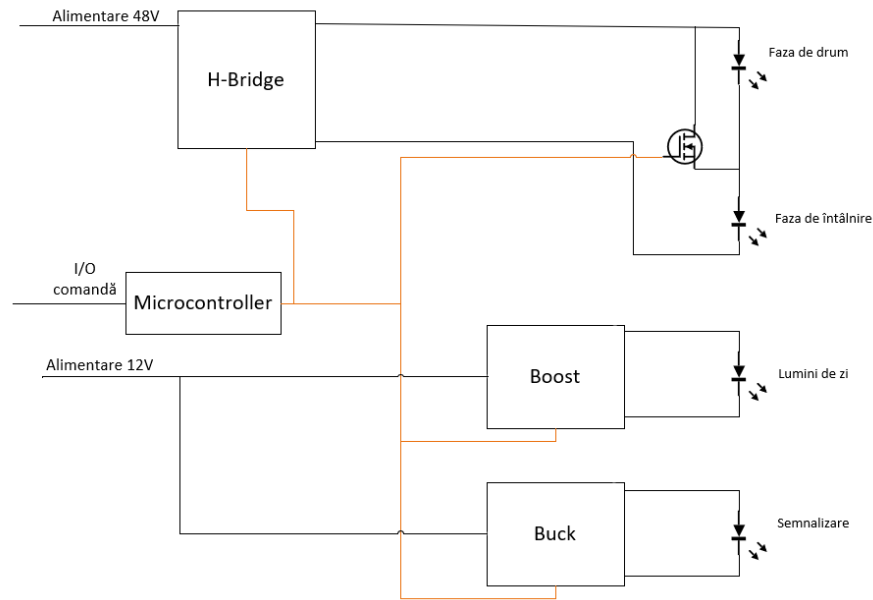 Alimentare 48V
H-Bridge
Faza de drum
Faza de întâlnire
I/O
comandă
Microcontroller
Alimentare 12V
Boost
Lumini de zi
Buck
Semnalizare